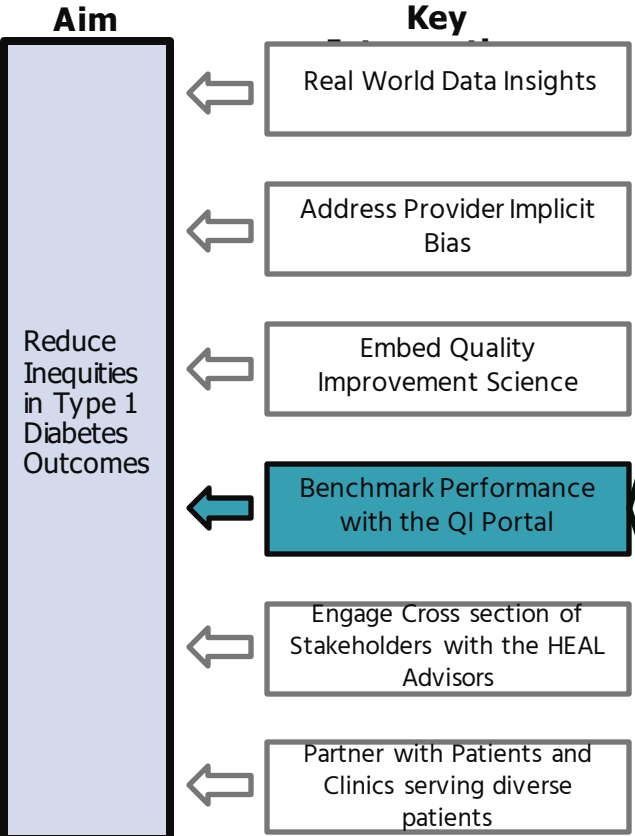 Aim
Key
Real World Data Insights
Address Provider Implicit
Bias
Reduce
Inequities
in Type 1
Diabetes
Outcomes
Embed Quality
Improvement Science
Benchmark Performance
with the QI Portal
Engage Cross section of
Stakeholders with the HEAL
Advisors
Partner with Patients and
Clinics serving diverse
patients